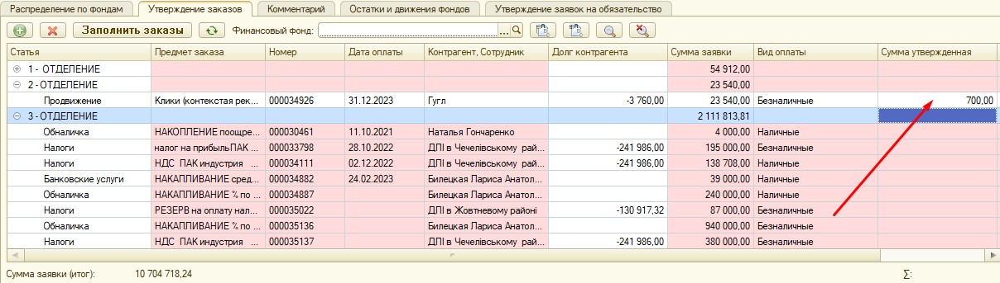 Распределение по фондам Утверждение заказов Комментарий Остатки и движения фондов Утверждение заявок на обязательство
Заполнить заказы Финансовый фонд: ...
Статья Предмет заказа Номер Дата оплаты Контрагент, Сотрудник Долг контрагента Сумма заявки Вид оплаты Сумма утвержденная
1 - ОТДЕЛЕНИЕ 54 912,00
2 - ОТДЕЛЕНИЕ 23 540,00
Продвижение Клики (контекстая рек... 000034926 31.12.2023 Гугл -3 760,00 23 540,00 Безналичные 700,00
3 - ОТДЕЛЕНИЕ 2 111 813,81
Обналичка НАКОПЛЕНИЕ поощре... 000030461 11.10.2021 Наталья Гончаренко 4 000,00 Наличные
Налоги налог на прибыльПАК ... 000033798 28.10.2022 ДПІ в Чечелівському рай... -241 986,00 195 000,00 Наличные
Налоги НДС ПАК индустрия ... 000034111 02.12.2022 ДПІ в Чечелівському рай... -241 986,00 138 708,00 Наличные
Банковские услуги НАКАПЛИВАНИЕ сред... 000034882 24.02.2023 Билецкая Лариса Анатол... 39 000,00 Наличные
Обналичка НАКАПЛИВАНИЕ % по ... 000034887 Билецкая Лариса Анатол... 240 000,00 Наличные
Налоги РЕЗЕРВ на оплату нал... 000035022 ДПІ в Жовтневому районі -130 917,32 87 000,00 Безналичные
Обналичка НАКАПЛИВАНИЕ % по ... 000035136 Билецкая Лариса Анатол... 940 000,00 Безналичные
Налоги НДС ПАК индустрия ... 000035137 ДПІ в Чечелівському рай... -241 986,00 380 000,00 Безналичные
Сумма заявки (итог): 10 704 718,24 ∑: